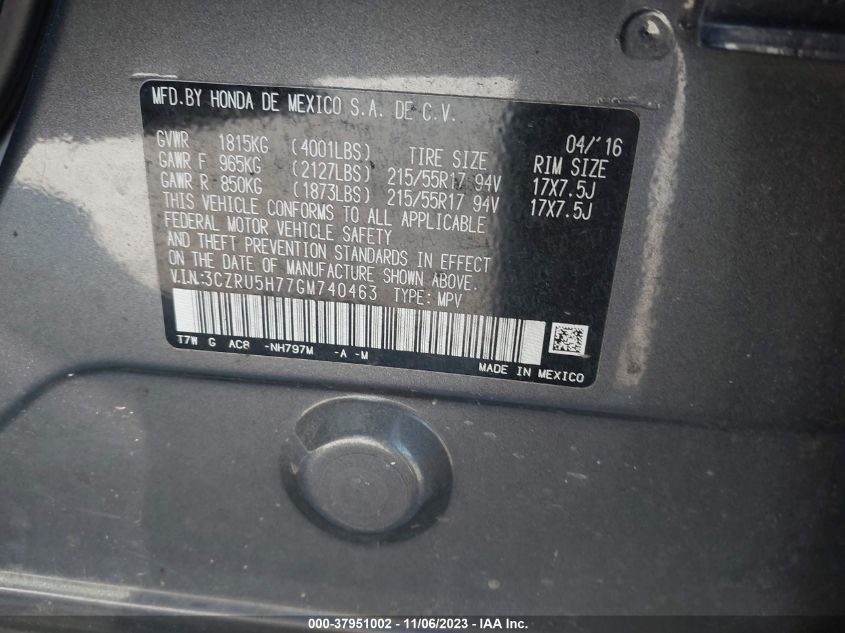 MFD.BY HONDA DE MEXICO S.A. DE C.V.
04/'16
GVWR 1815KG (4001LBS) TIRE SIZE RIM SIZE
GAWR F 965KG (2127LBS) 215/55R17 94V 17X7.5J
GAWR R 850KG (1873LBS) 215/55R17 94V 17X7.5J
THIS VEHICLE CONFORMS TO ALL APPLICABLE
FEDERAL MOTOR VEHICLE SAFETY
AND THEFT PREVENTION STANDARDS IN EFFECT
ON THE DATE OF MANUFACTURE SHOWN ABOVE.
V.I.N.:3CZRU5H77GM740463 TYPE: MPV
T7W G AC8 -NH797M -A -M
MADE IN MEXICO
000-37951002 - 11/06/2023 - IAA Inc.